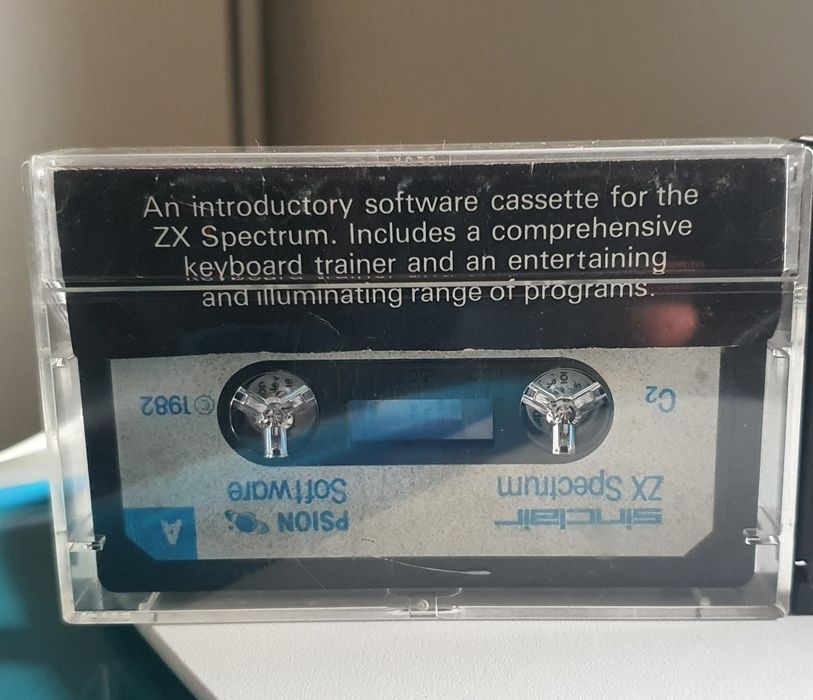 An introductory software cassette for the
ZX Spectrum. Includes a comprehensive
keyboard trainer and an entertaining
and illuminating range of programs.
sinclair
ZX Spectrum
PSION
Software
A
C2
© 1982